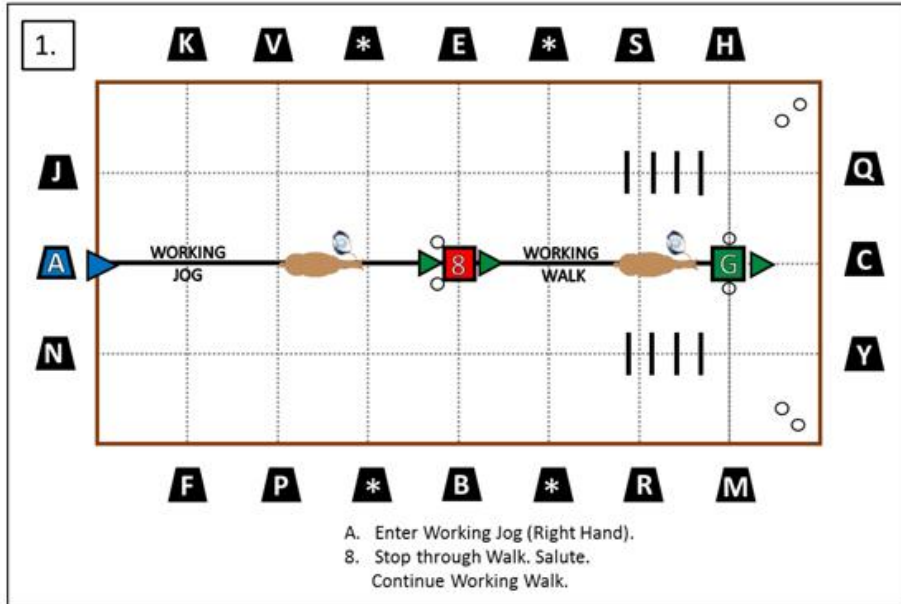 1.
K V * E * S H
J Q
WORKING WORKING
A 8 G C
JOG WALK
N Y
F P * B * R M
A. Enter Working Jog (Right Hand).
8. Stop through Walk. Salute.
Continue Working Walk.